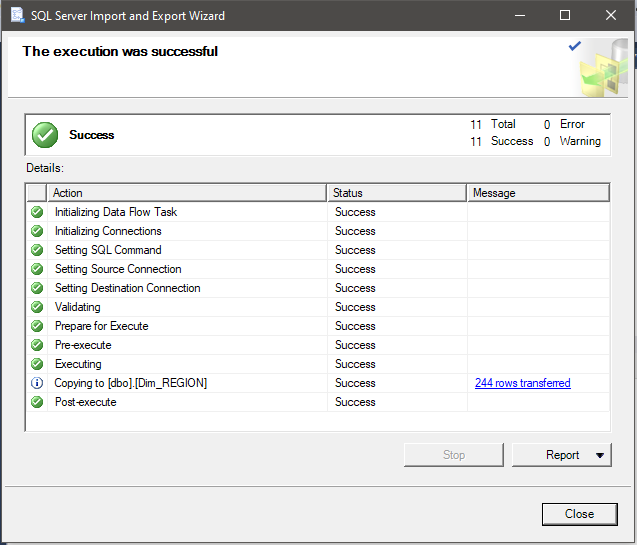 SQL Server Import and Export Wizard
The execution was successful
Success
11 Total 0 Error
11 Success 0 Warning
Details:
Action Status Message
Initializing Data Flow Task Success
Initializing Connections Success
Setting SQL Command Success
Setting Source Connection Success
Setting Destination Connection Success
Validating Success
Prepare for Execute Success
Pre-execute Success
Executing Success
Copying to [dbo].[Dim_REGION] Success 244 rows transferred
Post-execute Success
Stop Report
Close